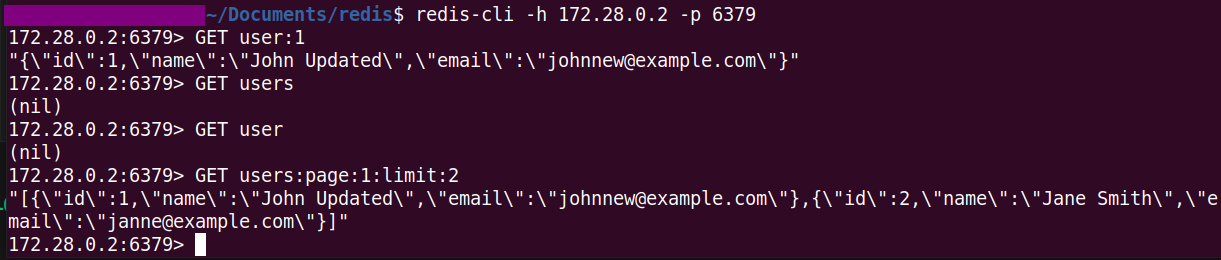 ~/Documents/redis$ redis-cli -h 172.28.0.2 -p 6379
172.28.0.2:6379> GET user:1
"{\"id\":1,\"name\":\"John Updated\",\"email\":\"johnnew@example.com\"}"
172.28.0.2:6379> GET users
(nil)
172.28.0.2:6379> GET user
(nil)
172.28.0.2:6379> GET users:page:1:limit:2
"[{\"id\":1,\"name\":\"John Updated\",\"email\":\"johnnew@example.com\"},{\"id\":2,\"name\":\"Jane Smith\",\"e
mail\":\"janne@example.com\"}]"
172.28.0.2:6379>